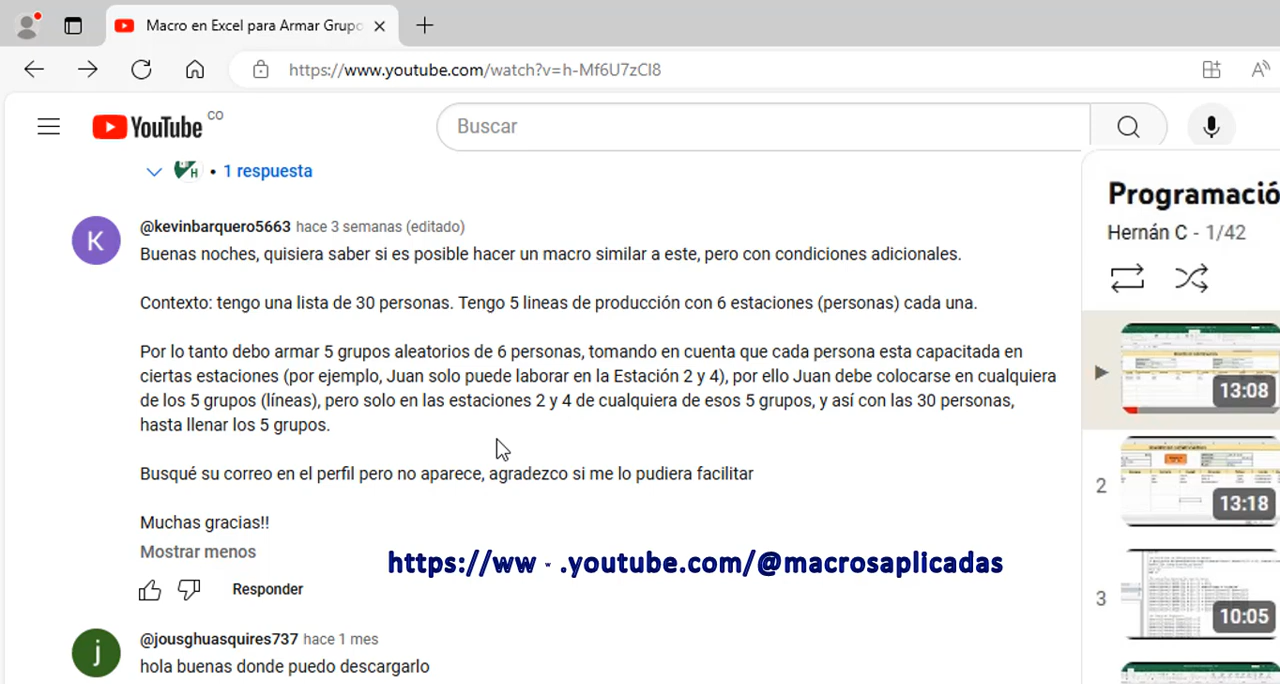 Macro en Excel para Armar Grupo
https://www.youtube.com/watch?v=h-Mf6U7zCI8
YouTube CO
Buscar
1 respuesta
@kevinbarquero5663 hace 3 semanas (editado)
Buenas noches, quisiera saber si es posible hacer un macro similar a este, pero con condiciones adicionales.
Contexto: tengo una lista de 30 personas. Tengo 5 lineas de producción con 6 estaciones (personas) cada una.
Por lo tanto debo armar 5 grupos aleatorios de 6 personas, tomando en cuenta que cada persona esta capacitada en
ciertas estaciones (por ejemplo, Juan solo puede laborar en la Estación 2 y 4), por ello Juan debe colocarse en cualquiera
de los 5 grupos (líneas), pero solo en las estaciones 2 y 4 de cualquiera de esos 5 grupos, y así con las 30 personas,
hasta llenar los 5 grupos.
Busqué su correo en el perfil pero no aparece, agradezco si me lo pudiera facilitar
Muchas gracias!!
Mostrar menos
https://ww - .youtube.com/@macrosaplicadas
Responder
@jousghuasquires737 hace 1 mes
hola buenas donde puedo descargarlo
K
j
H
Programació
Hernán C - 1/42
13:08
2
13:18
3
10:05